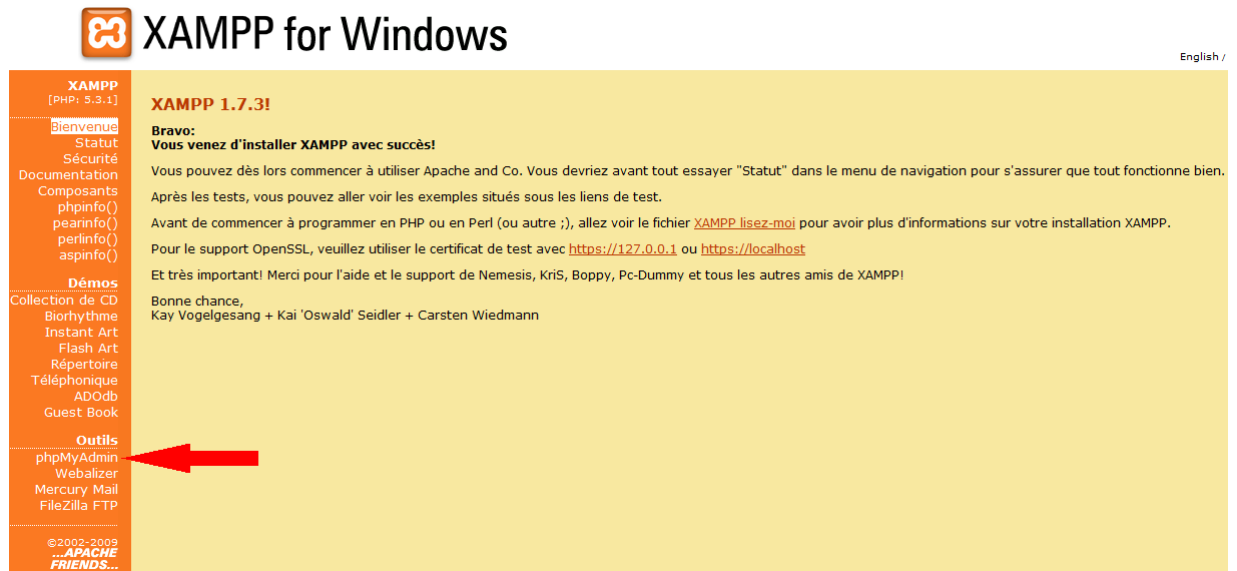 XAMPP for Windows
English /
XAMPP
[PHP: 5.3.1]
Bienvenue
Statut
Sécurité
Documentation
Composants
phpinfo()
pearinfo()
perlinfo()
aspinfo()
Démos
Collection de CD
Biorhythme
Instant Art
Flash Art
Répertoire
Téléphonique
ADOdb
Guest Book
Outils
phpMyAdmin
Webalizer
Mercury Mail
FileZilla FTP
©2002-2009
...APACHE
FRIENDS...
XAMPP 1.7.3!
Bravo:
Vous venez d'installer XAMPP avec succès!
Vous pouvez dès lors commencer à utiliser Apache and Co. Vous devriez avant tout essayer "Statut" dans le menu de navigation pour s'assurer que tout fonctionne bien.
Après les tests, vous pouvez aller voir les exemples situés sous les liens de test.
Avant de commencer à programmer en PHP ou en Perl (ou autre ;), allez voir le fichier XAMPP lisez-moi pour avoir plus d'informations sur votre installation XAMPP.
Pour le support OpenSSL, veuillez utiliser le certificat de test avec https://127.0.0.1 ou https://localhost
Et très important! Merci pour l'aide et le support de Nemesis, KriS, Boppy, Pc-Dummy et tous les autres amis de XAMPP!
Bonne chance,
Kay Vogelgesang + Kai 'Oswald' Seidler + Carsten Wiedmann